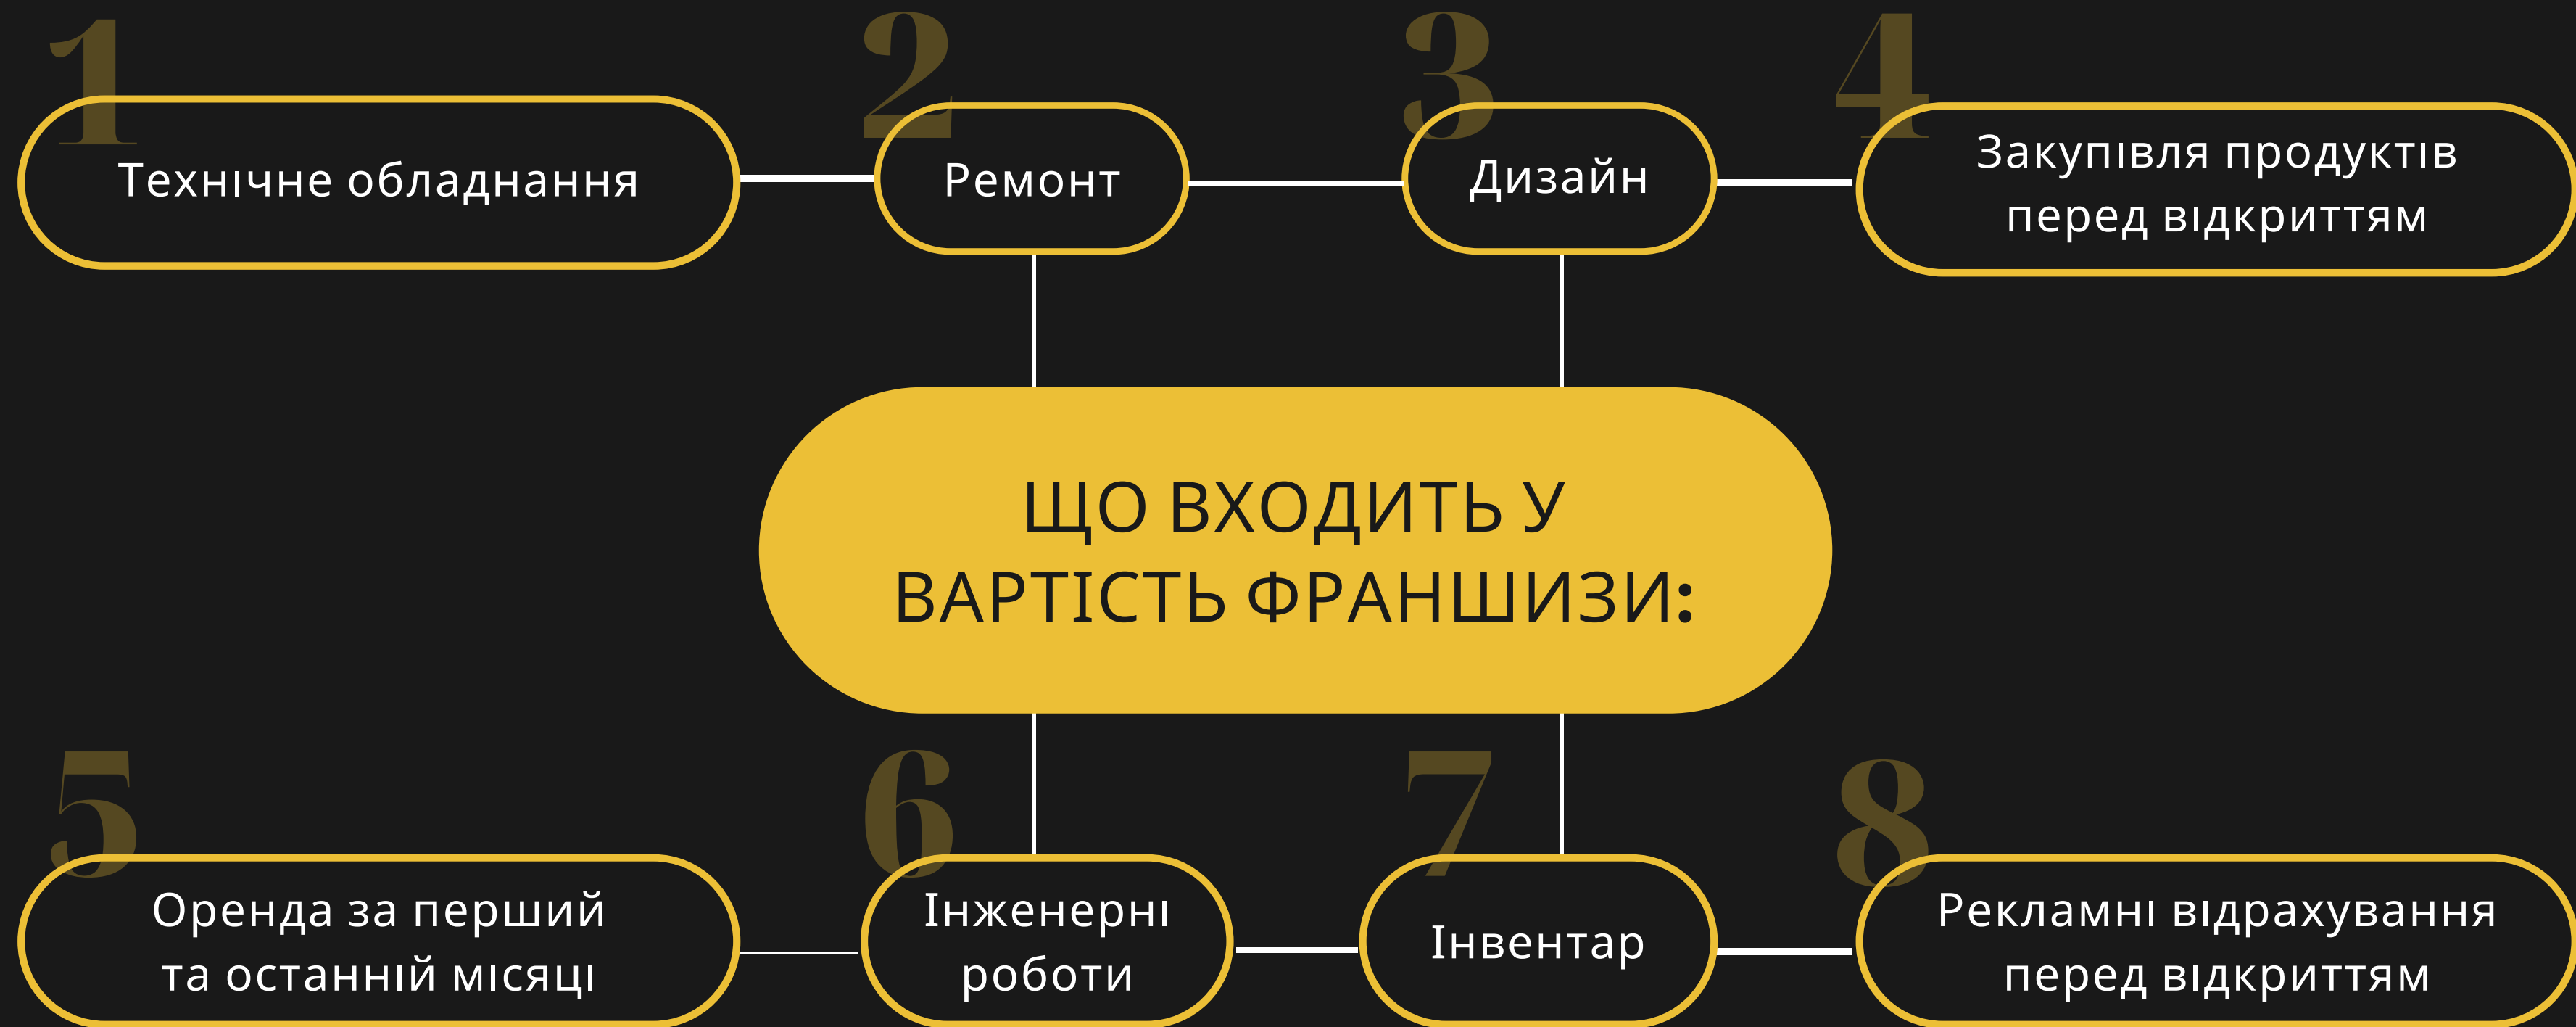 1
Технічне обладнання
2
Ремонт
3
Дизайн
4
Закупівля продуктів
перед відкриттям
ЩО ВХОДИТЬ У
ВАРТІСТЬ ФРАНШИЗИ:
5
Оренда за перший
та останній місяці
6
Інженерні
роботи
7
Інвентар
8
Рекламні відрахування
перед відкриттям